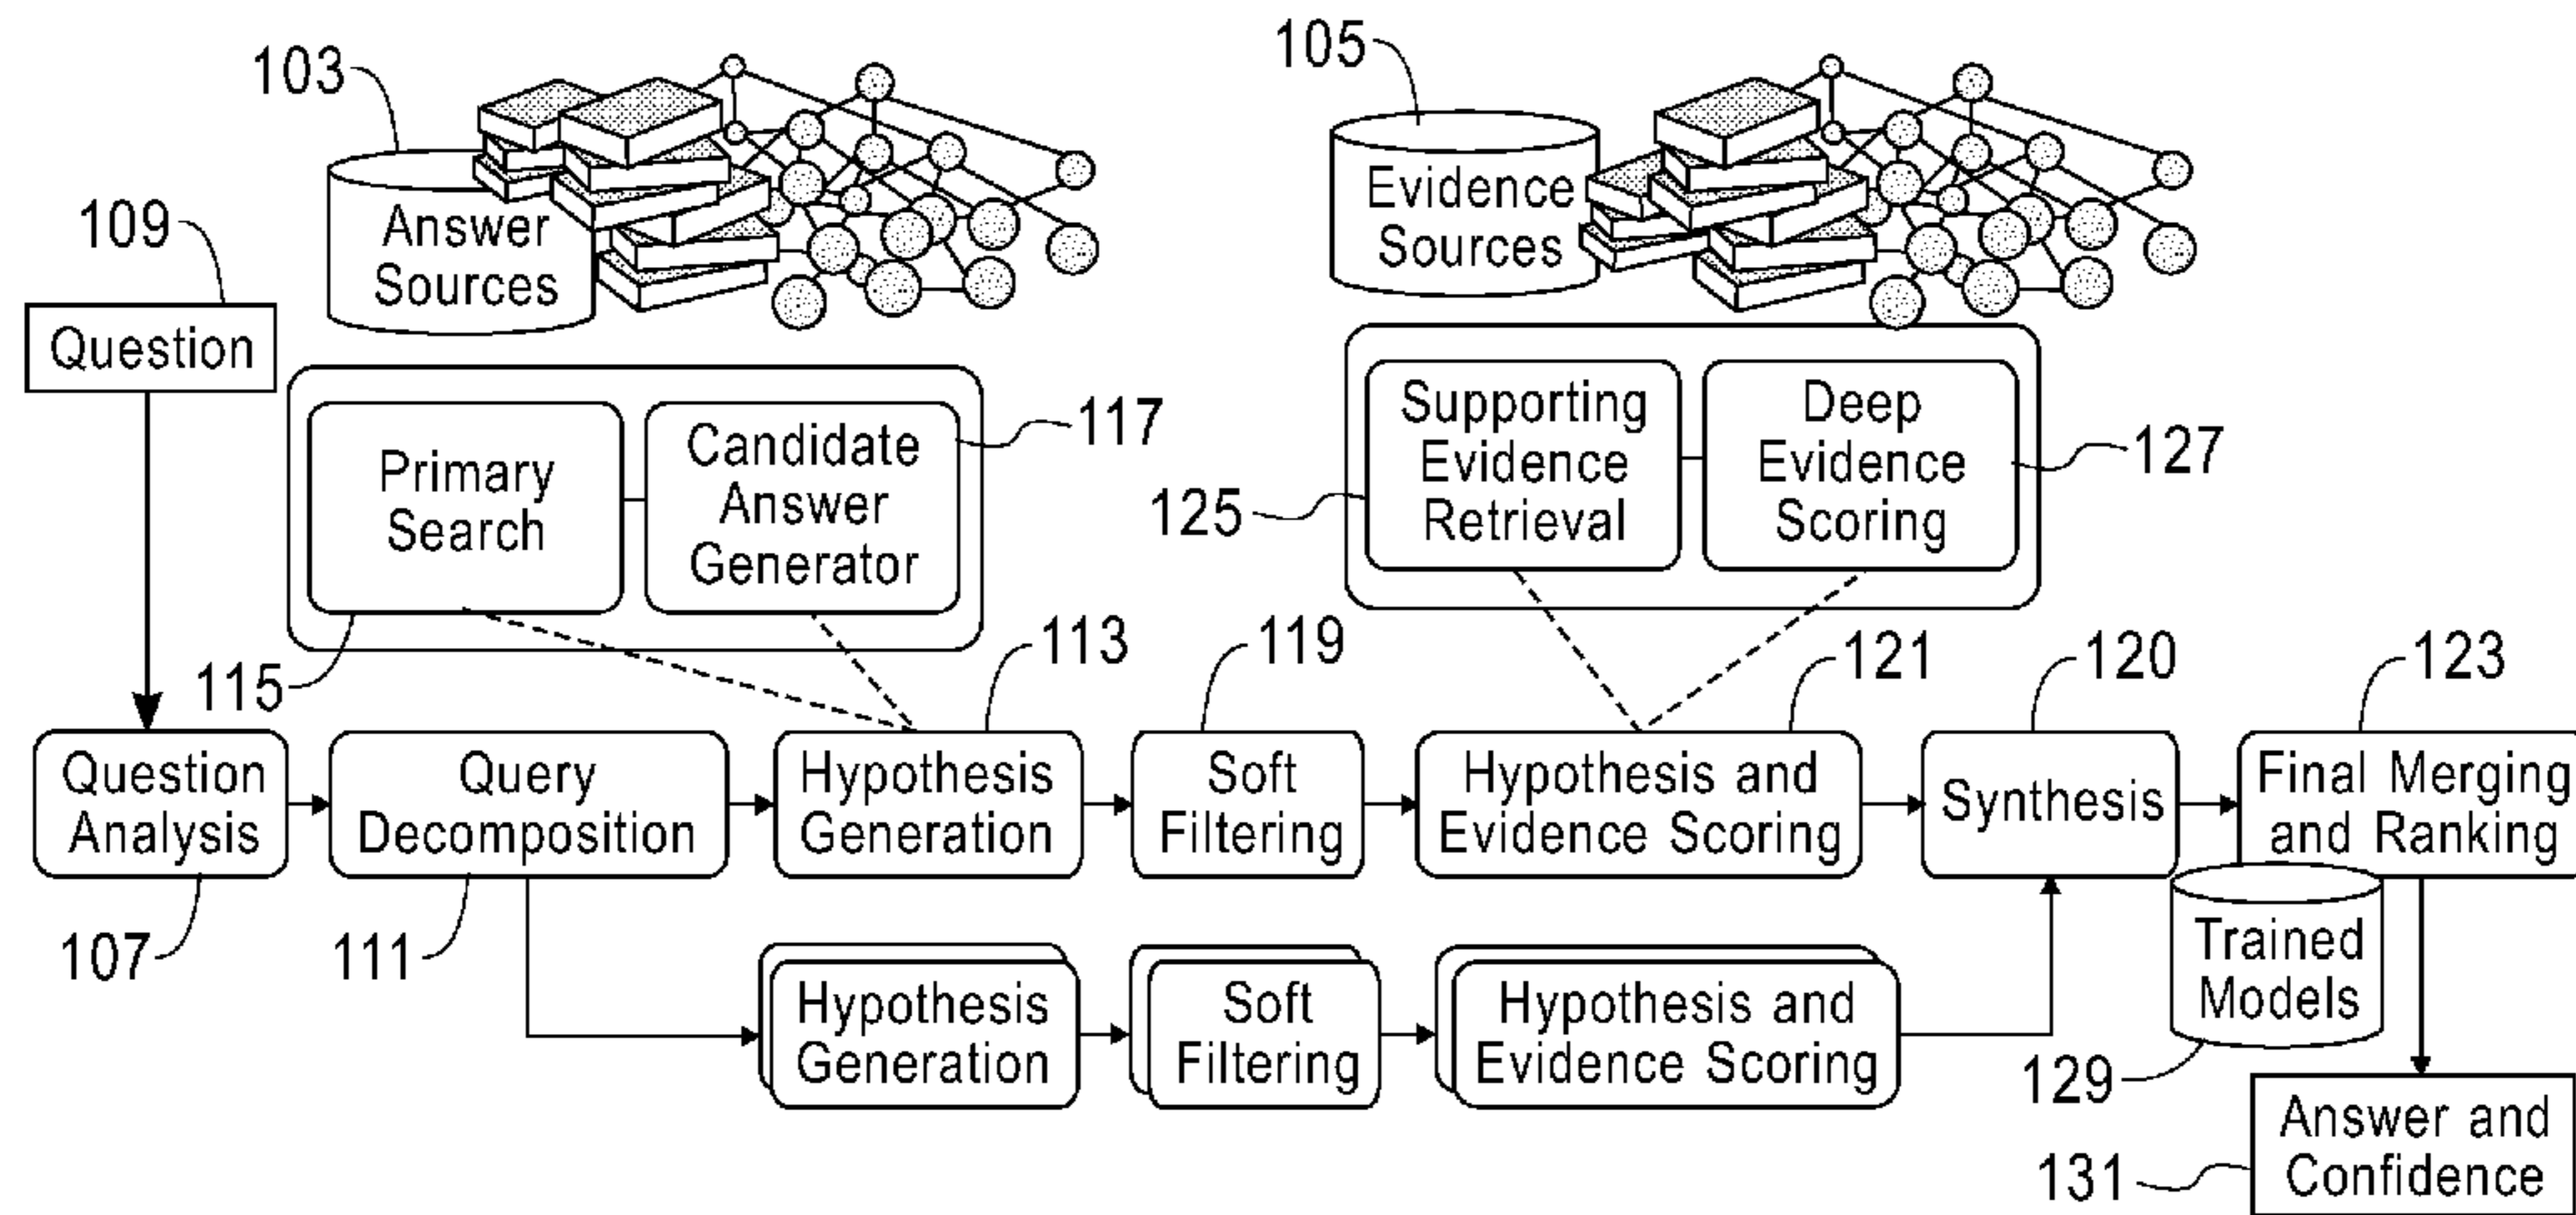 103
105
109
Answer
Sources
Evidence
Sources
Question
Primary
Search
Candidate
Answer
Generator
117
Supporting
Evidence
Retrieval
Deep
Evidence
Scoring
127
125
115
113
119
121
120
123
Question
Analysis
Query
Decomposition
Hypothesis
Generation
Soft
Filtering
Hypothesis and
Evidence Scoring
Synthesis
Final Merging
and Ranking
107
111
Hypothesis
Generation
Soft
Filtering
Hypothesis and
Evidence Scoring
Trained
Models
129
Answer and
Confidence
131